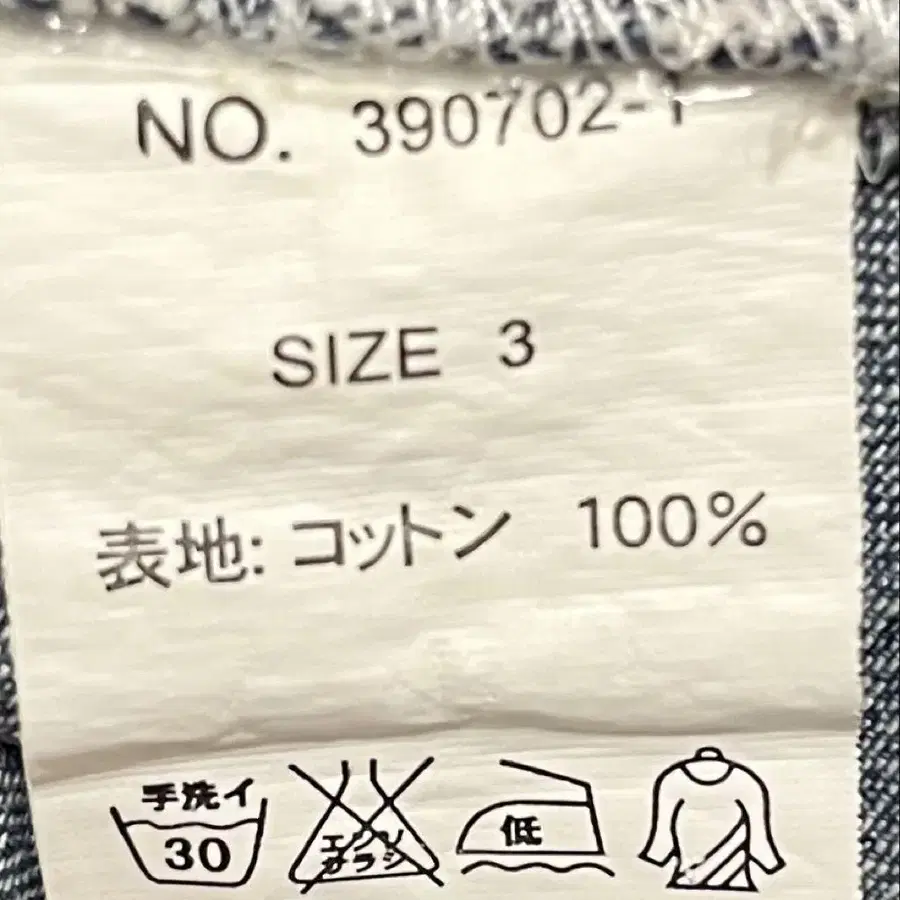 NO. 390702-1
SIZE 3
表地: コットン 100%
手洗イ
30
エンソ
サラシ
低